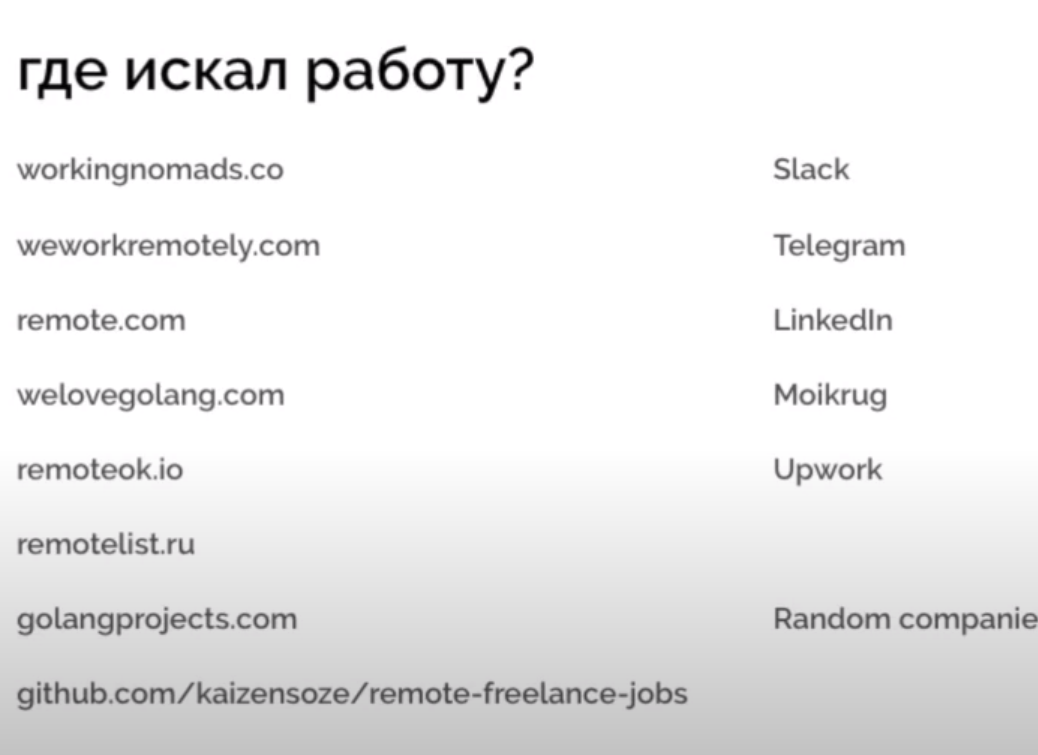 где искал работу?
workingnomads.co
weworkremotely.com
remote.com
welovegolang.com
remoteok.io
remotelist.ru
golangprojects.com
github.com/kaizensoze/remote-freelance-jobs
Slack
Telegram
LinkedIn
Moikrug
Upwork
Random companie